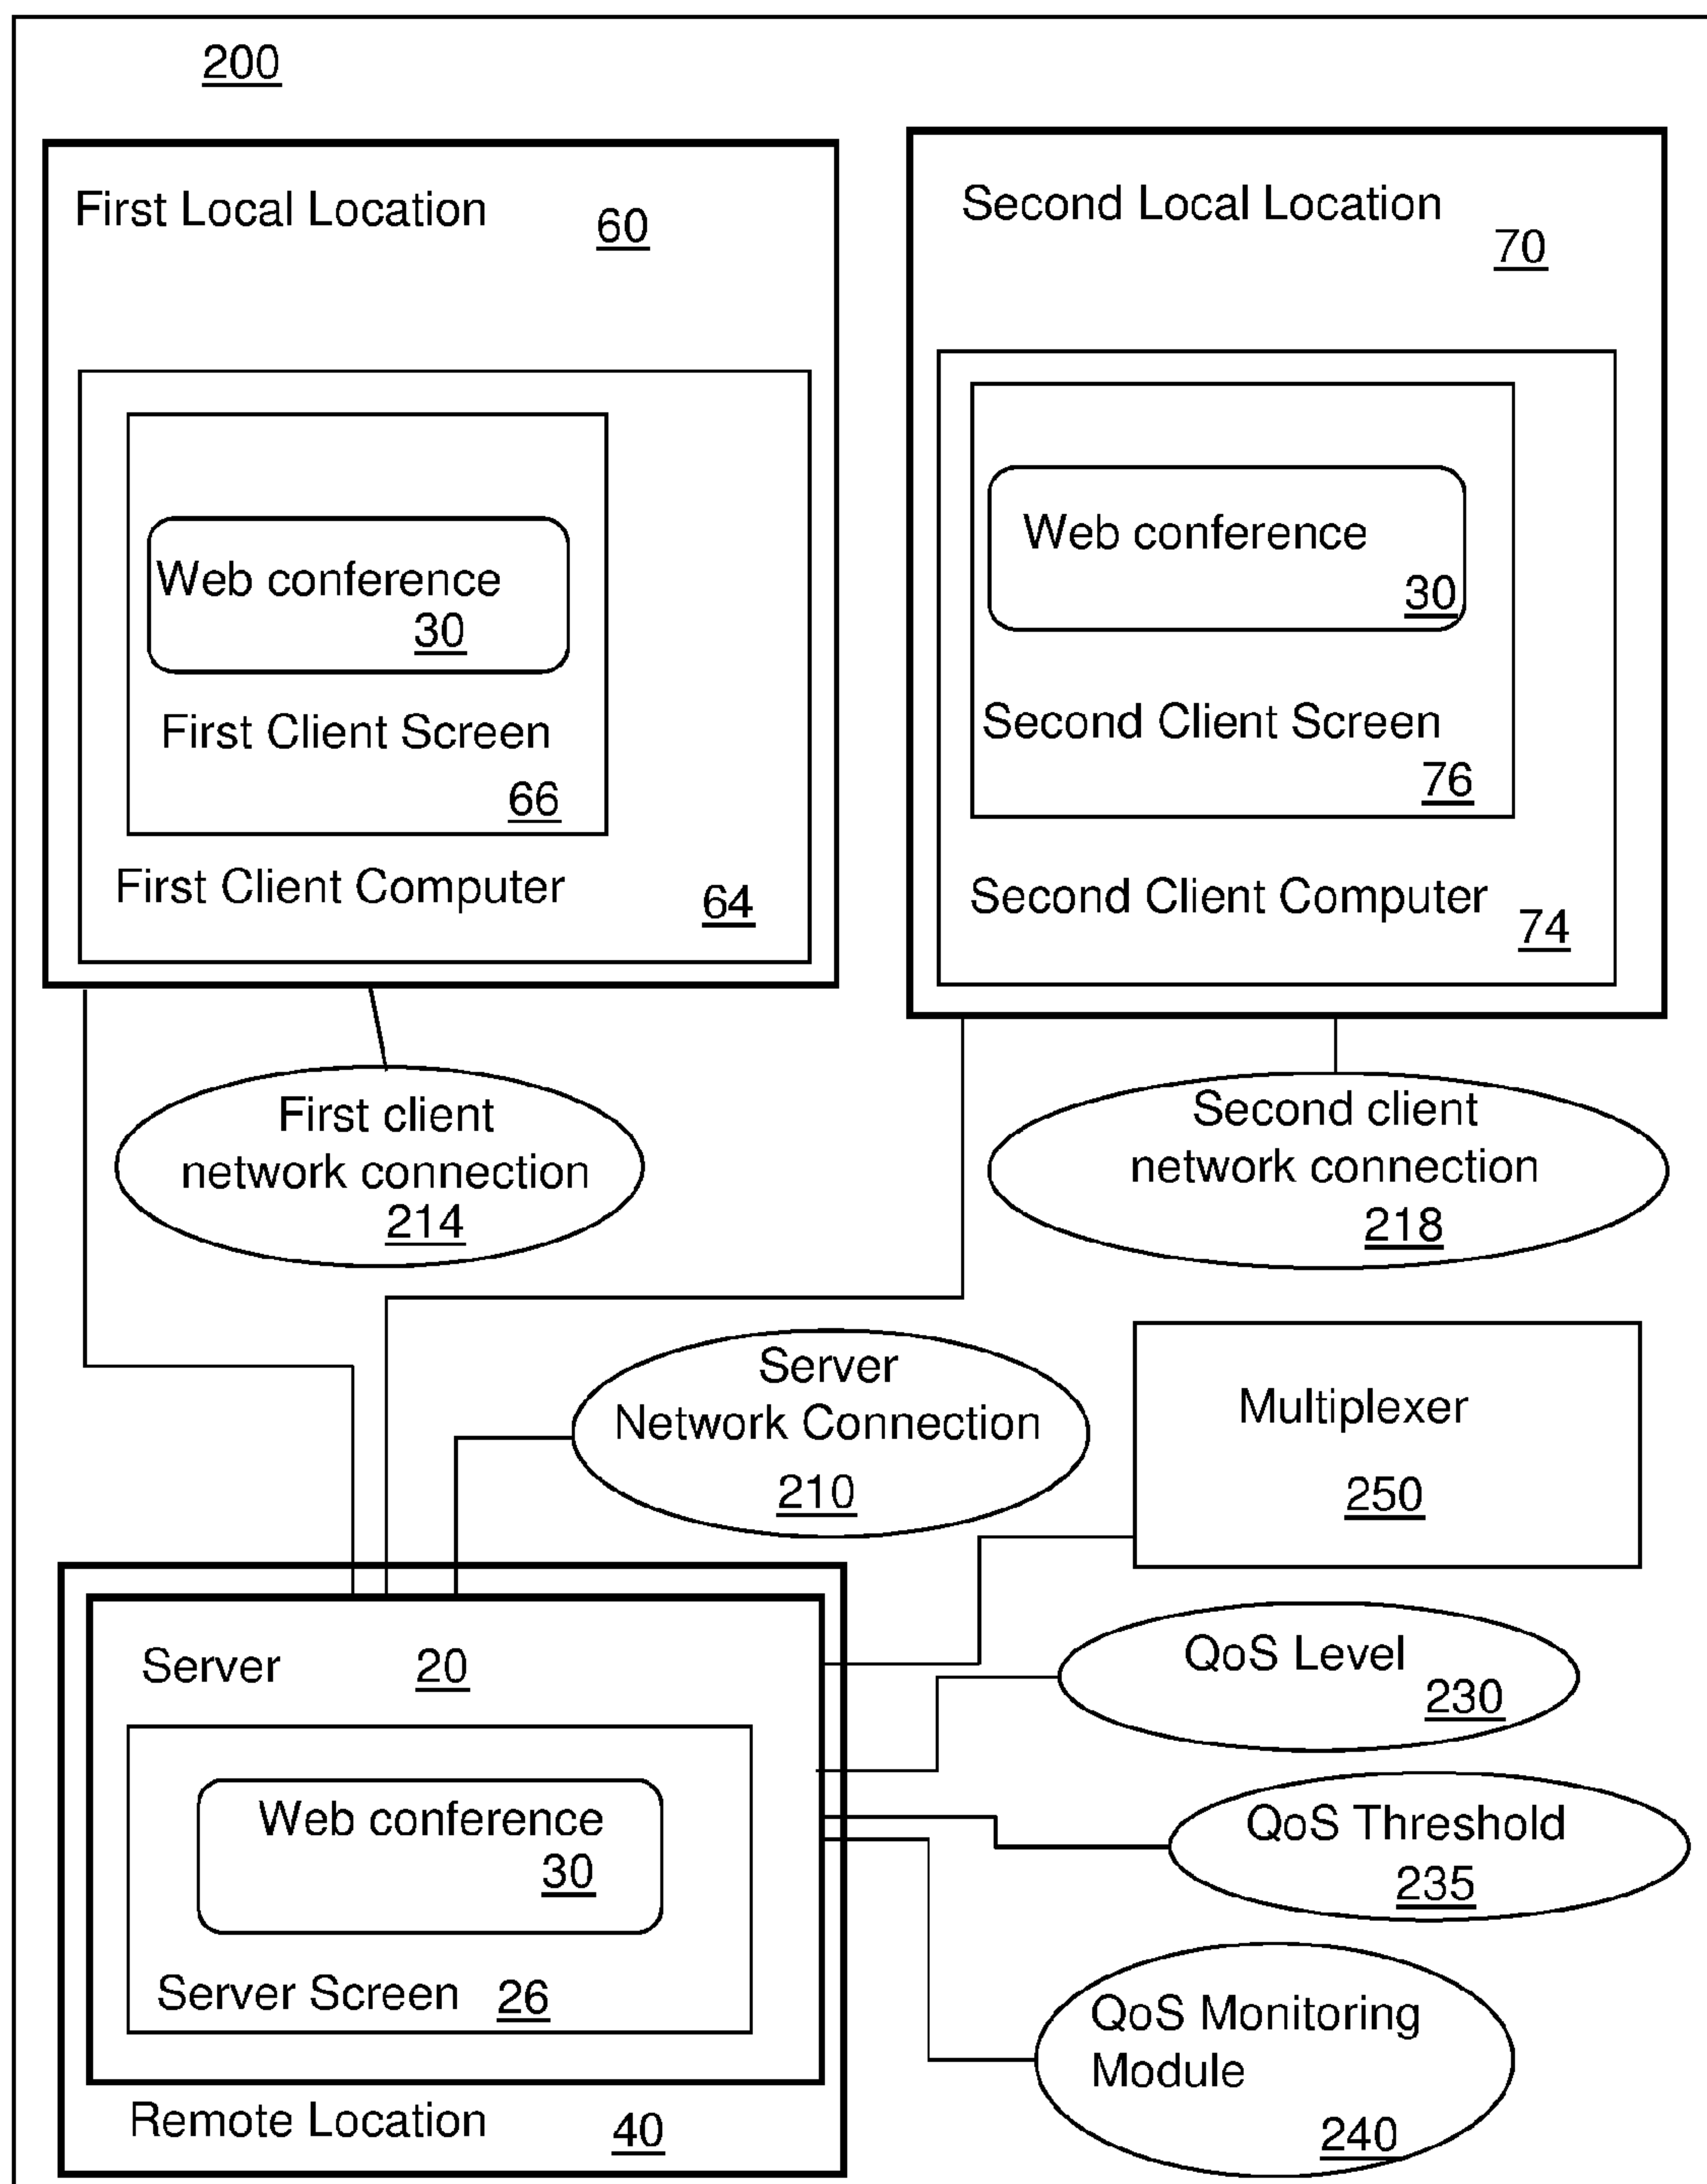 200
First Local Location
60
Web conference
30
First Client Screen
66
First Client Computer
64
Second Local Location
70
Web conference
30
Second Client Screen
76
Second Client Computer
74
First client
network connection
214
Second client
network connection
218
Server
Network Connection
210
Multiplexer
250
Server 20
Web conference
30
Server Screen 26
Remote Location 40
QoS Level
230
QoS Threshold
235
QoS Monitoring
Module
240